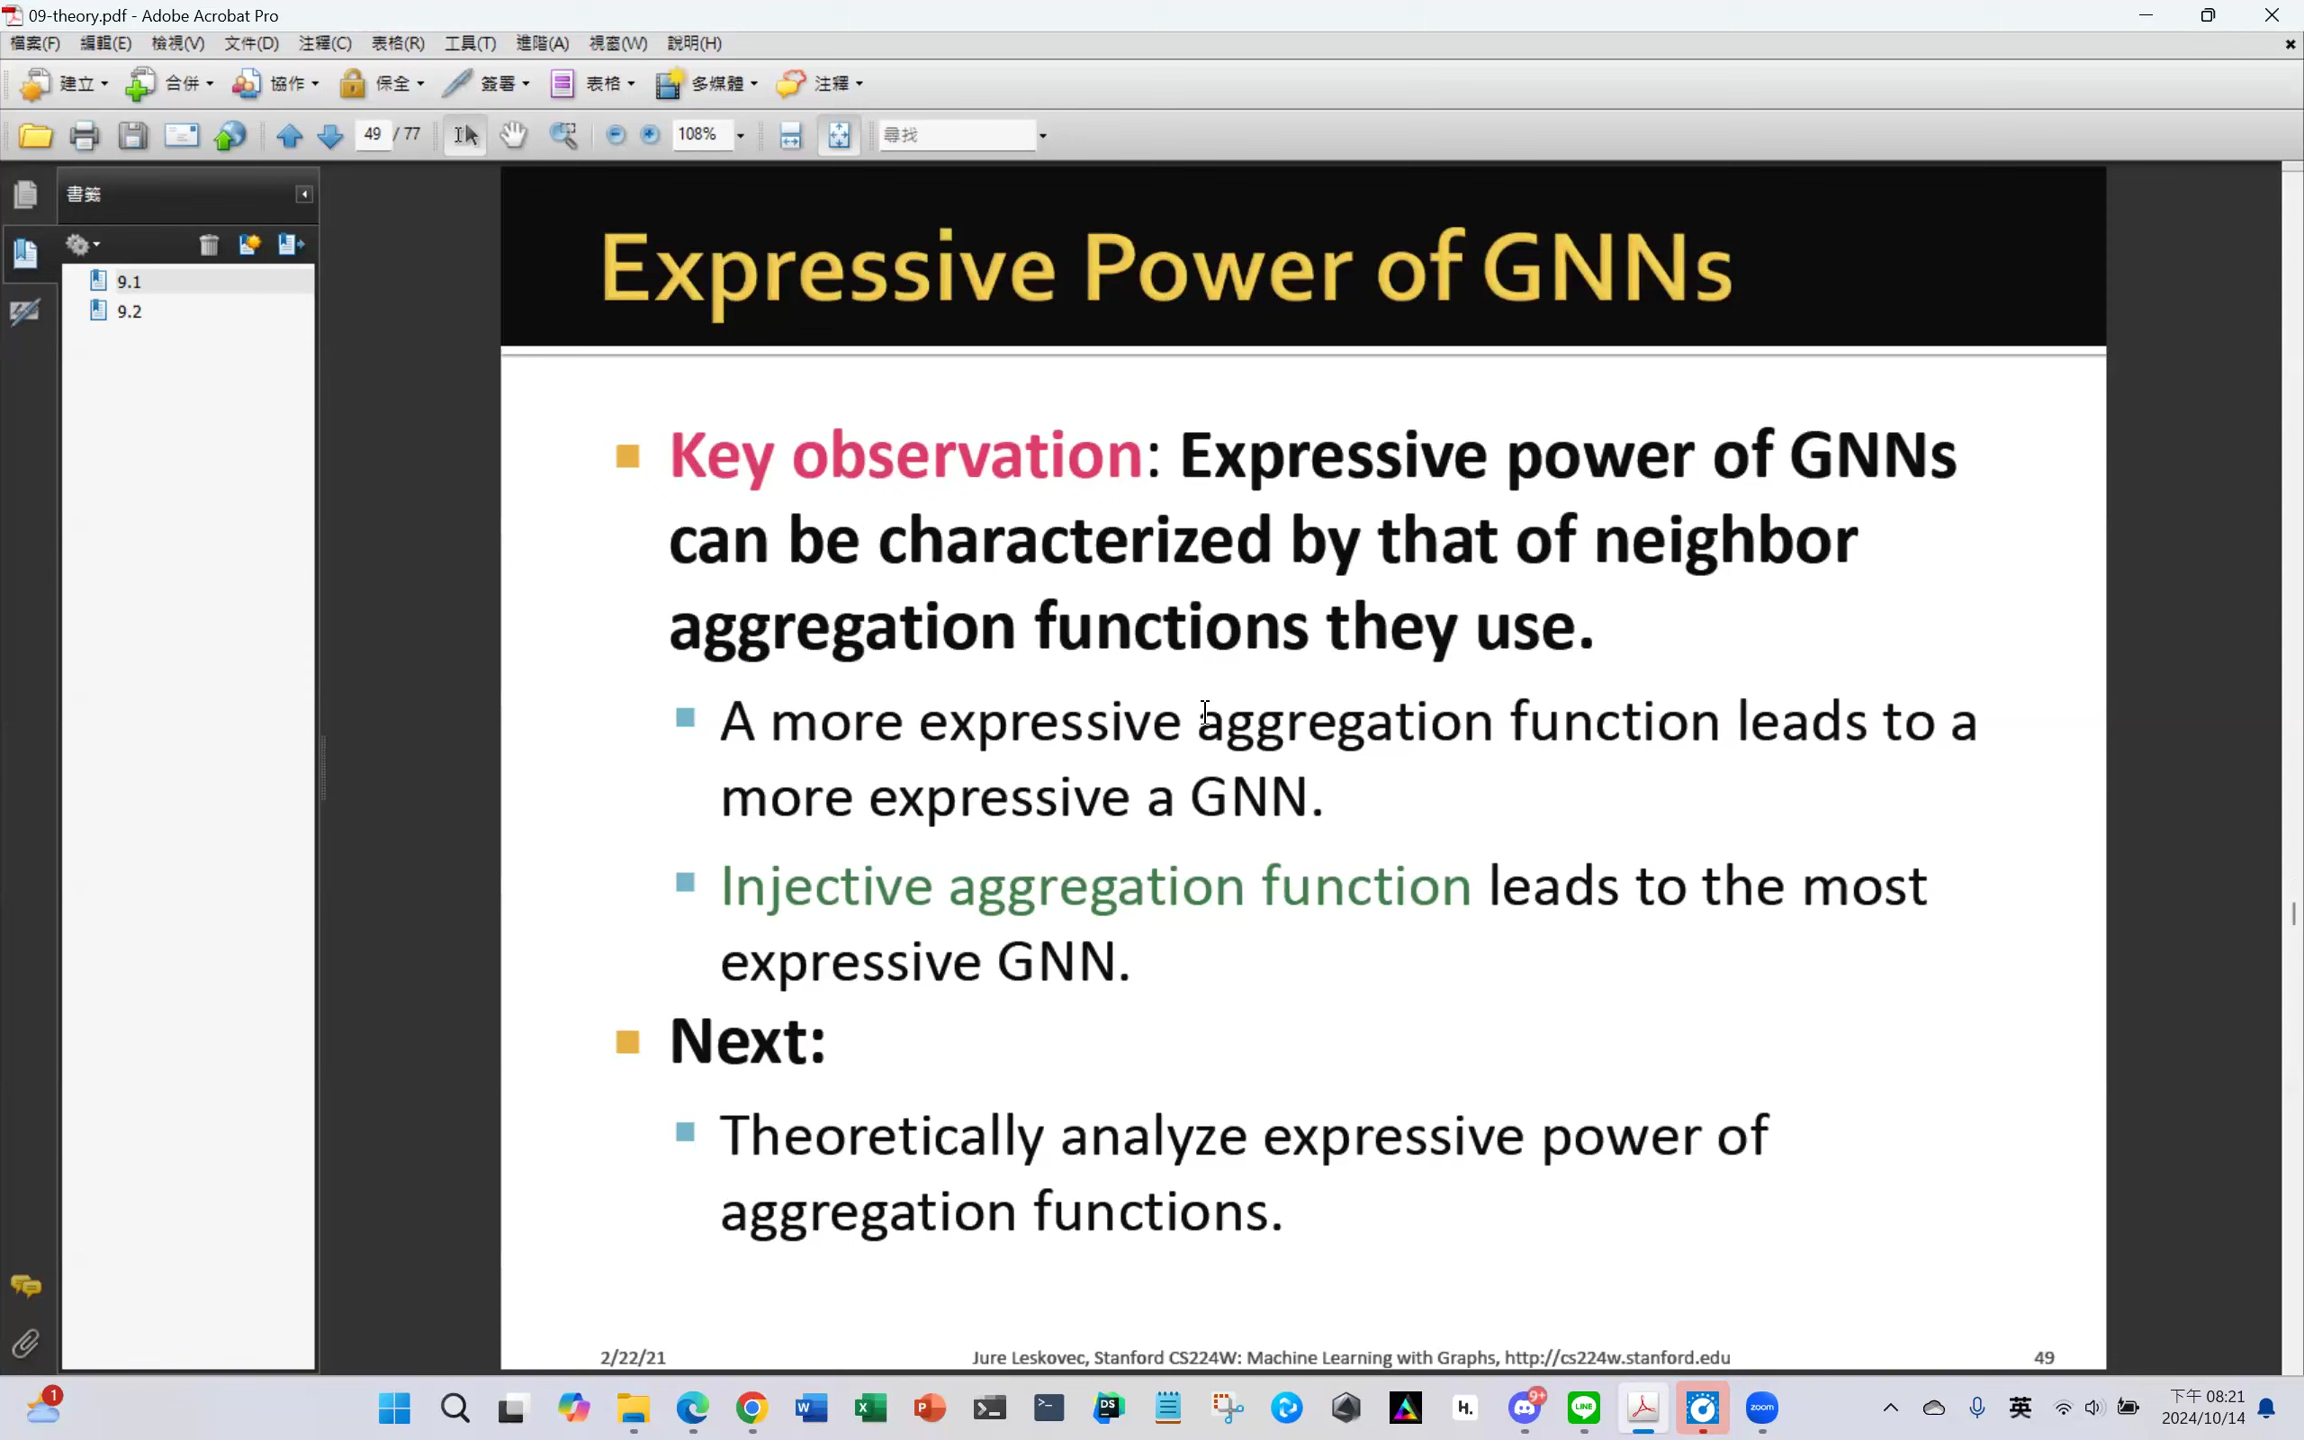 09-theory.pdf - Adobe Acrobat Pro
檔案(F) 編輯(E) 檢視(V) 文件(D) 注釋(C) 表格(R) 工具(T) 進階(A) 視窗(W) 說明(H)
建立 合併 協作 保全 簽署 表格 多媒體 注釋
49 / 77 108% 尋找
書籤
9.1
9.2
Expressive Power of GNNs
Key observation: Expressive power of GNNs
can be characterized by that of neighbor
aggregation functions they use.
A more expressive aggregation function leads to a
more expressive a GNN.
Injective aggregation function leads to the most
expressive GNN.
Next:
Theoretically analyze expressive power of
aggregation functions.
2/22/21 Jure Leskovec, Stanford CS224W: Machine Learning with Graphs, http://cs224w.stanford.edu 49
1 W X P DS h. 9+ LINE zoom 英 下午 08:21
2024/10/14